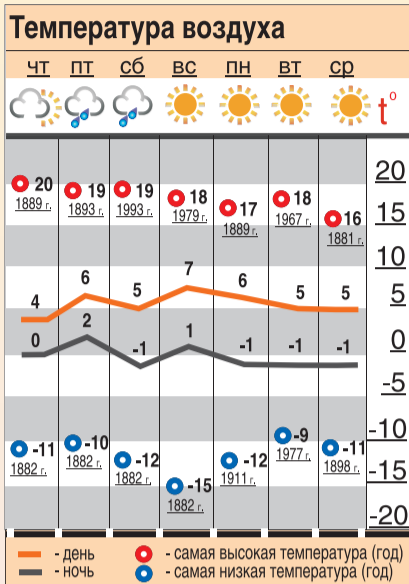 Температура воздуха
чт пт сб вс пн вт ср
t°
20 19 19 18 17 18 16
1889 г. 1893 г. 1993 г. 1979 г. 1889 г. 1967 г. 1881 г.
4 6 5 7 6 5 5
0 2 -1 1 -1 -1 -1
-11 -10 -12 -15 -12 -9 -11
1882 г. 1882 г. 1882 г. 1882 г. 1911 г. 1977 г. 1898 г.
20
15
10
5
0
-5
-10
-15
-20
- день - самая высокая температура (год)
- ночь - самая низкая температура (год)